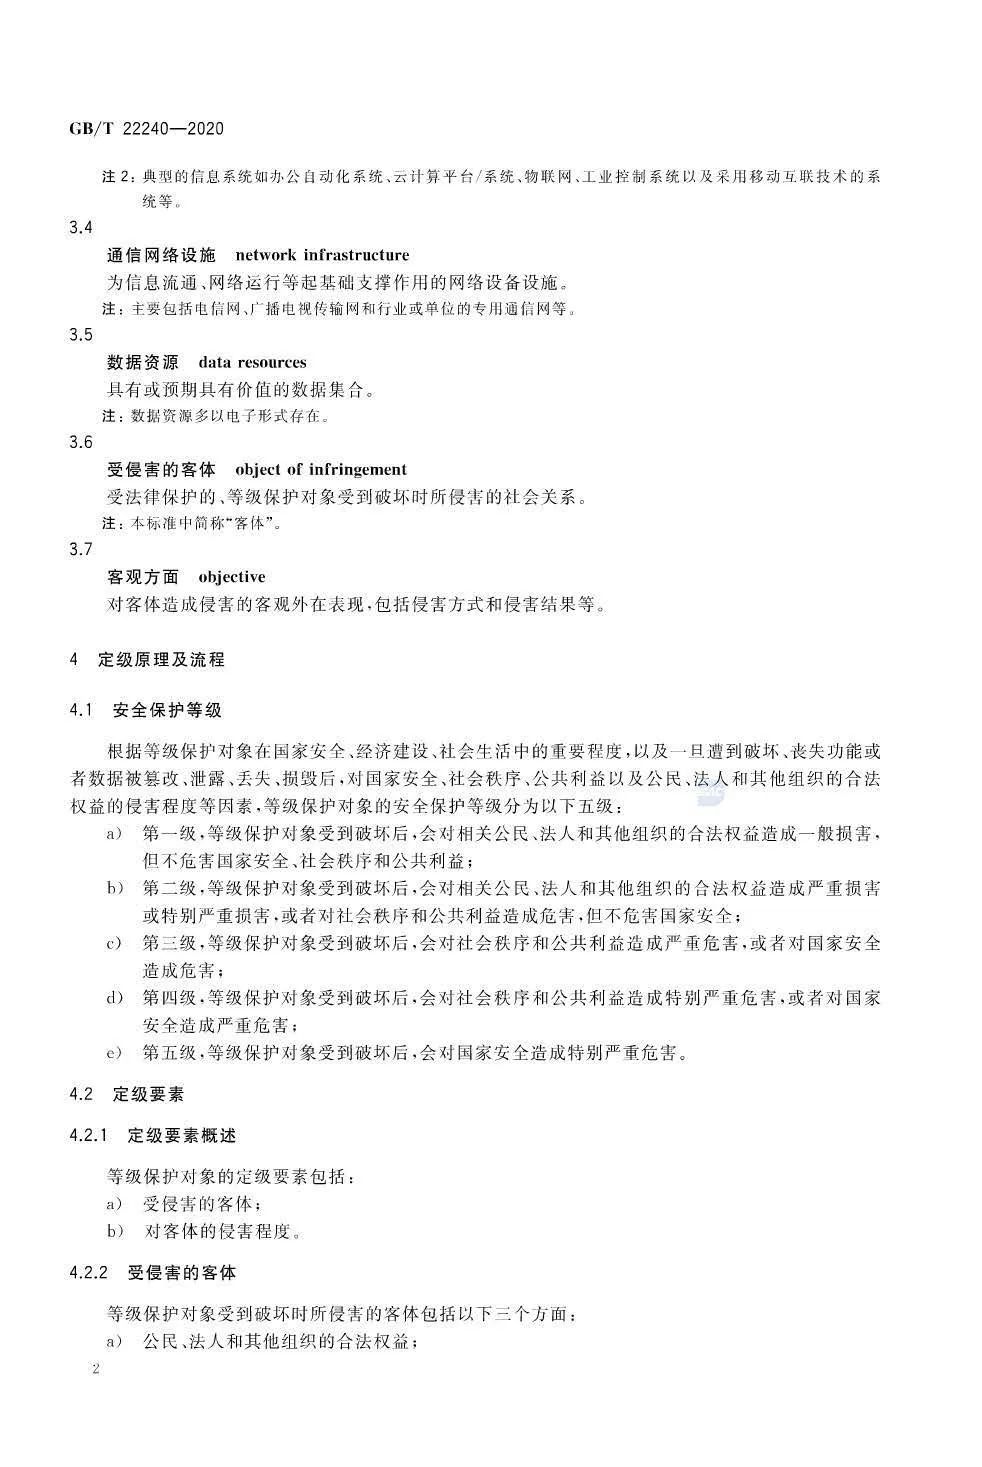 GB/T 22240—2020
注2：典型的信息系统如办公自动化系统、云计算平台/系统、物联网、工业控制系统以及采用移动互联技术的系
统等。
3.4
通信网络设施 network infrastructure
为信息流通、网络运行等起基础支撑作用的网络设备设施。
注：主要包括电信网、广播电视传输网和行业或单位的专用通信网等。
3.5
数据资源 data resources
具有或预期具有价值的数据集合。
注：数据资源多以电子形式存在。
3.6
受侵害的客体 object of infringement
受法律保护的、等级保护对象受到破坏时所侵害的社会关系。
注：本标准中简称“客体”。
3.7
客观方面 objective
对客体造成侵害的客观外在表现，包括侵害方式和侵害结果等。
4 定级原理及流程
4.1 安全保护等级
根据等级保护对象在国家安全、经济建设、社会生活中的重要程度，以及一旦遭到破坏、丧失功能或
者数据被篡改、泄露、丢失、损毁后，对国家安全、社会秩序、公共利益以及公民、法人和其他组织的合法
权益的侵害程度等因素，等级保护对象的安全保护等级分为以下五级：
a） 第一级，等级保护对象受到破坏后，会对相关公民、法人和其他组织的合法权益造成一般损害，
但不危害国家安全、社会秩序和公共利益；
b） 第二级，等级保护对象受到破坏后，会对相关公民、法人和其他组织的合法权益造成严重损害
或特别严重损害，或者对社会秩序和公共利益造成危害，但不危害国家安全；
c） 第三级，等级保护对象受到破坏后，会对社会秩序和公共利益造成严重危害，或者对国家安全
造成危害；
d） 第四级，等级保护对象受到破坏后，会对社会秩序和公共利益造成特别严重危害，或者对国家
安全造成严重危害；
e） 第五级，等级保护对象受到破坏后，会对国家安全造成特别严重危害。
4.2 定级要素
4.2.1 定级要素概述
等级保护对象的定级要素包括：
a） 受侵害的客体；
b） 对客体的侵害程度。
4.2.2 受侵害的客体
等级保护对象受到破坏时所侵害的客体包括以下三个方面：
a） 公民、法人和其他组织的合法权益；
2